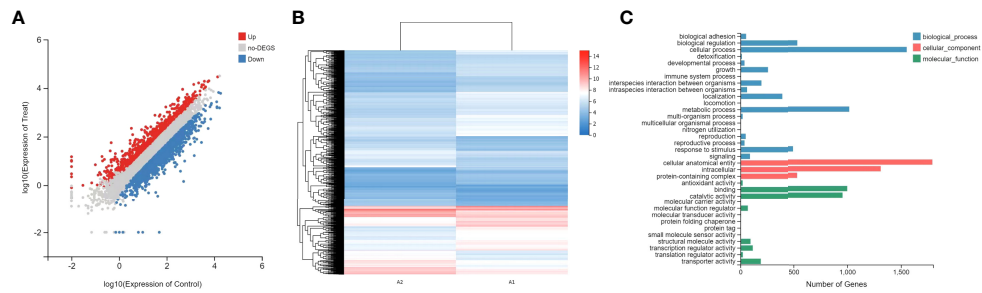 A
Up
no-DEGS
Down
6
4
2
0
-2
-2
0
2
4
6
log10(Expression of Treat)
log10(Expression of Control)
B
14
12
10
8
6
4
2
0
A2
A1
C
biological_process
cellular_component
molecular_function
biological adhesion
biological regulation
cellular process
detoxification
developmental process
growth
immune system process
interspecies interaction between organisms
intraspecies interaction between organisms
localization
locomotion
metabolic process
multi-organism process
multicellular organismal process
nitrogen utilization
reproduction
reproductive process
response to stimulus
signaling
cellular anatomical entity
intracellular
protein-containing complex
antioxidant activity
binding
catalytic activity
molecular carrier activity
molecular function regulator
molecular transducer activity
protein folding chaperone
protein tag
small molecule sensor activity
structural molecule activity
transcription regulator activity
translation regulator activity
transporter activity
0
500
1,000
1,500
Number of Genes